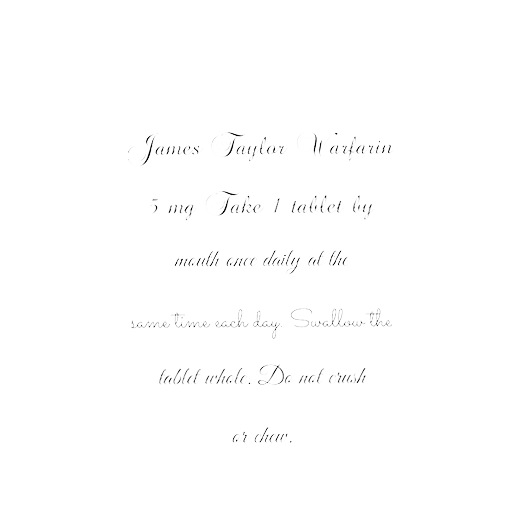 James Taylor Warfarin
mg Take 1 tablet by
mouth once daily at the
same time each day. Swallow the
tablet whole. Do not crush
or chew.